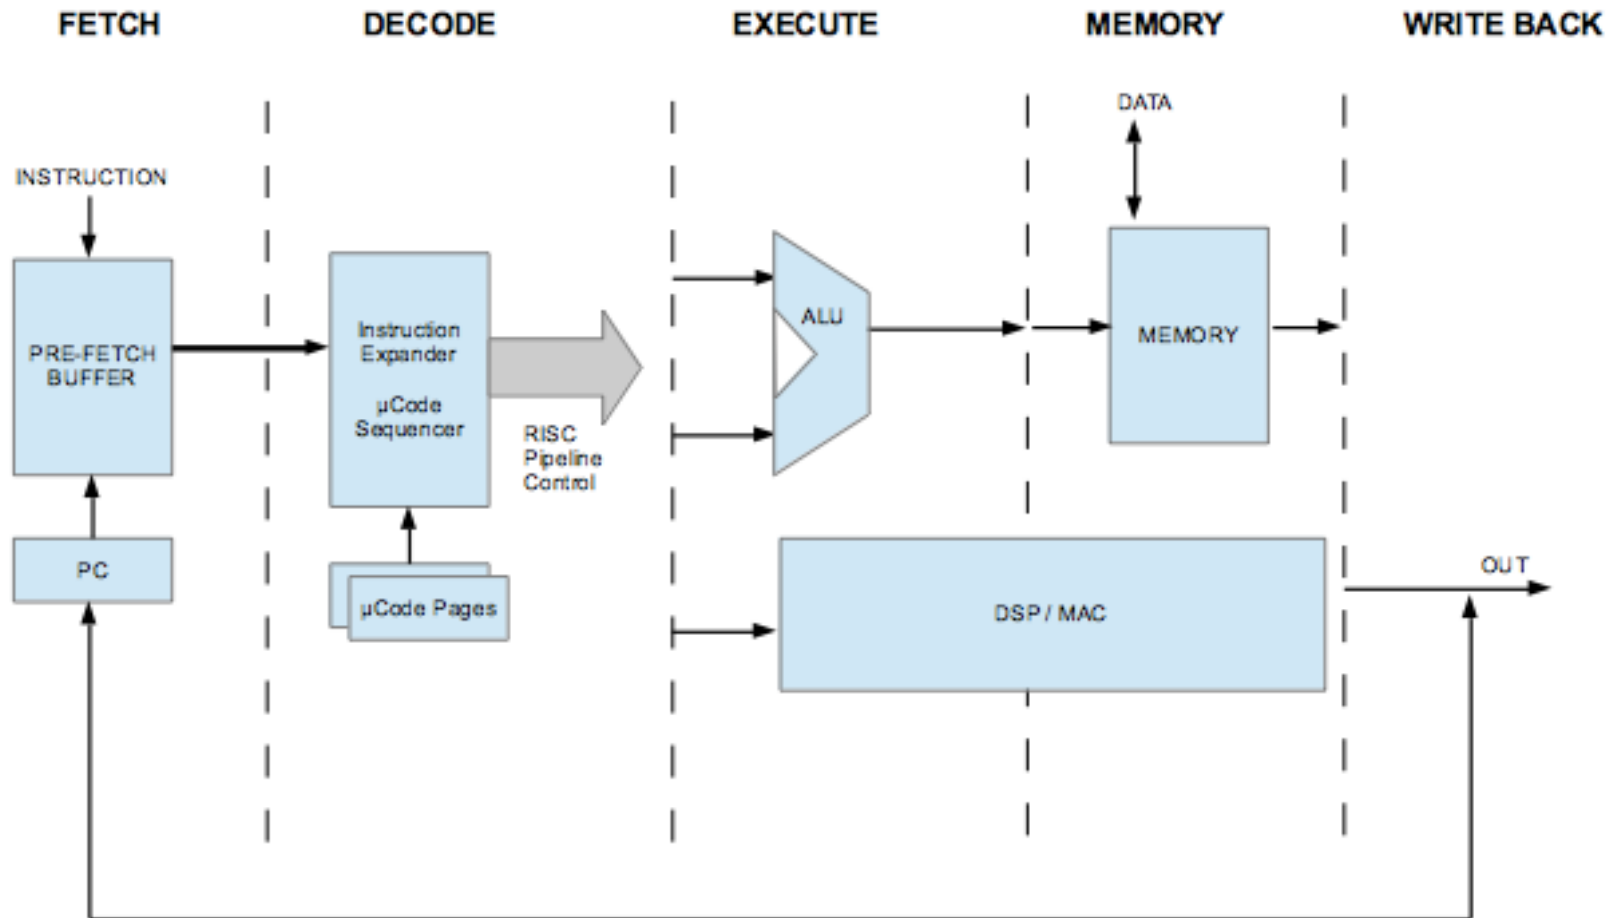 FETCH
DECODE
EXECUTE
MEMORY
WRITE BACK
INSTRUCTION
PRE-FETCH
BUFFER
PC
Instruction
Expander
µCode
Sequencer
RISC
Pipeline
Control
µCode Pages
ALU
DATA
MEMORY
DSP / MAC
OUT